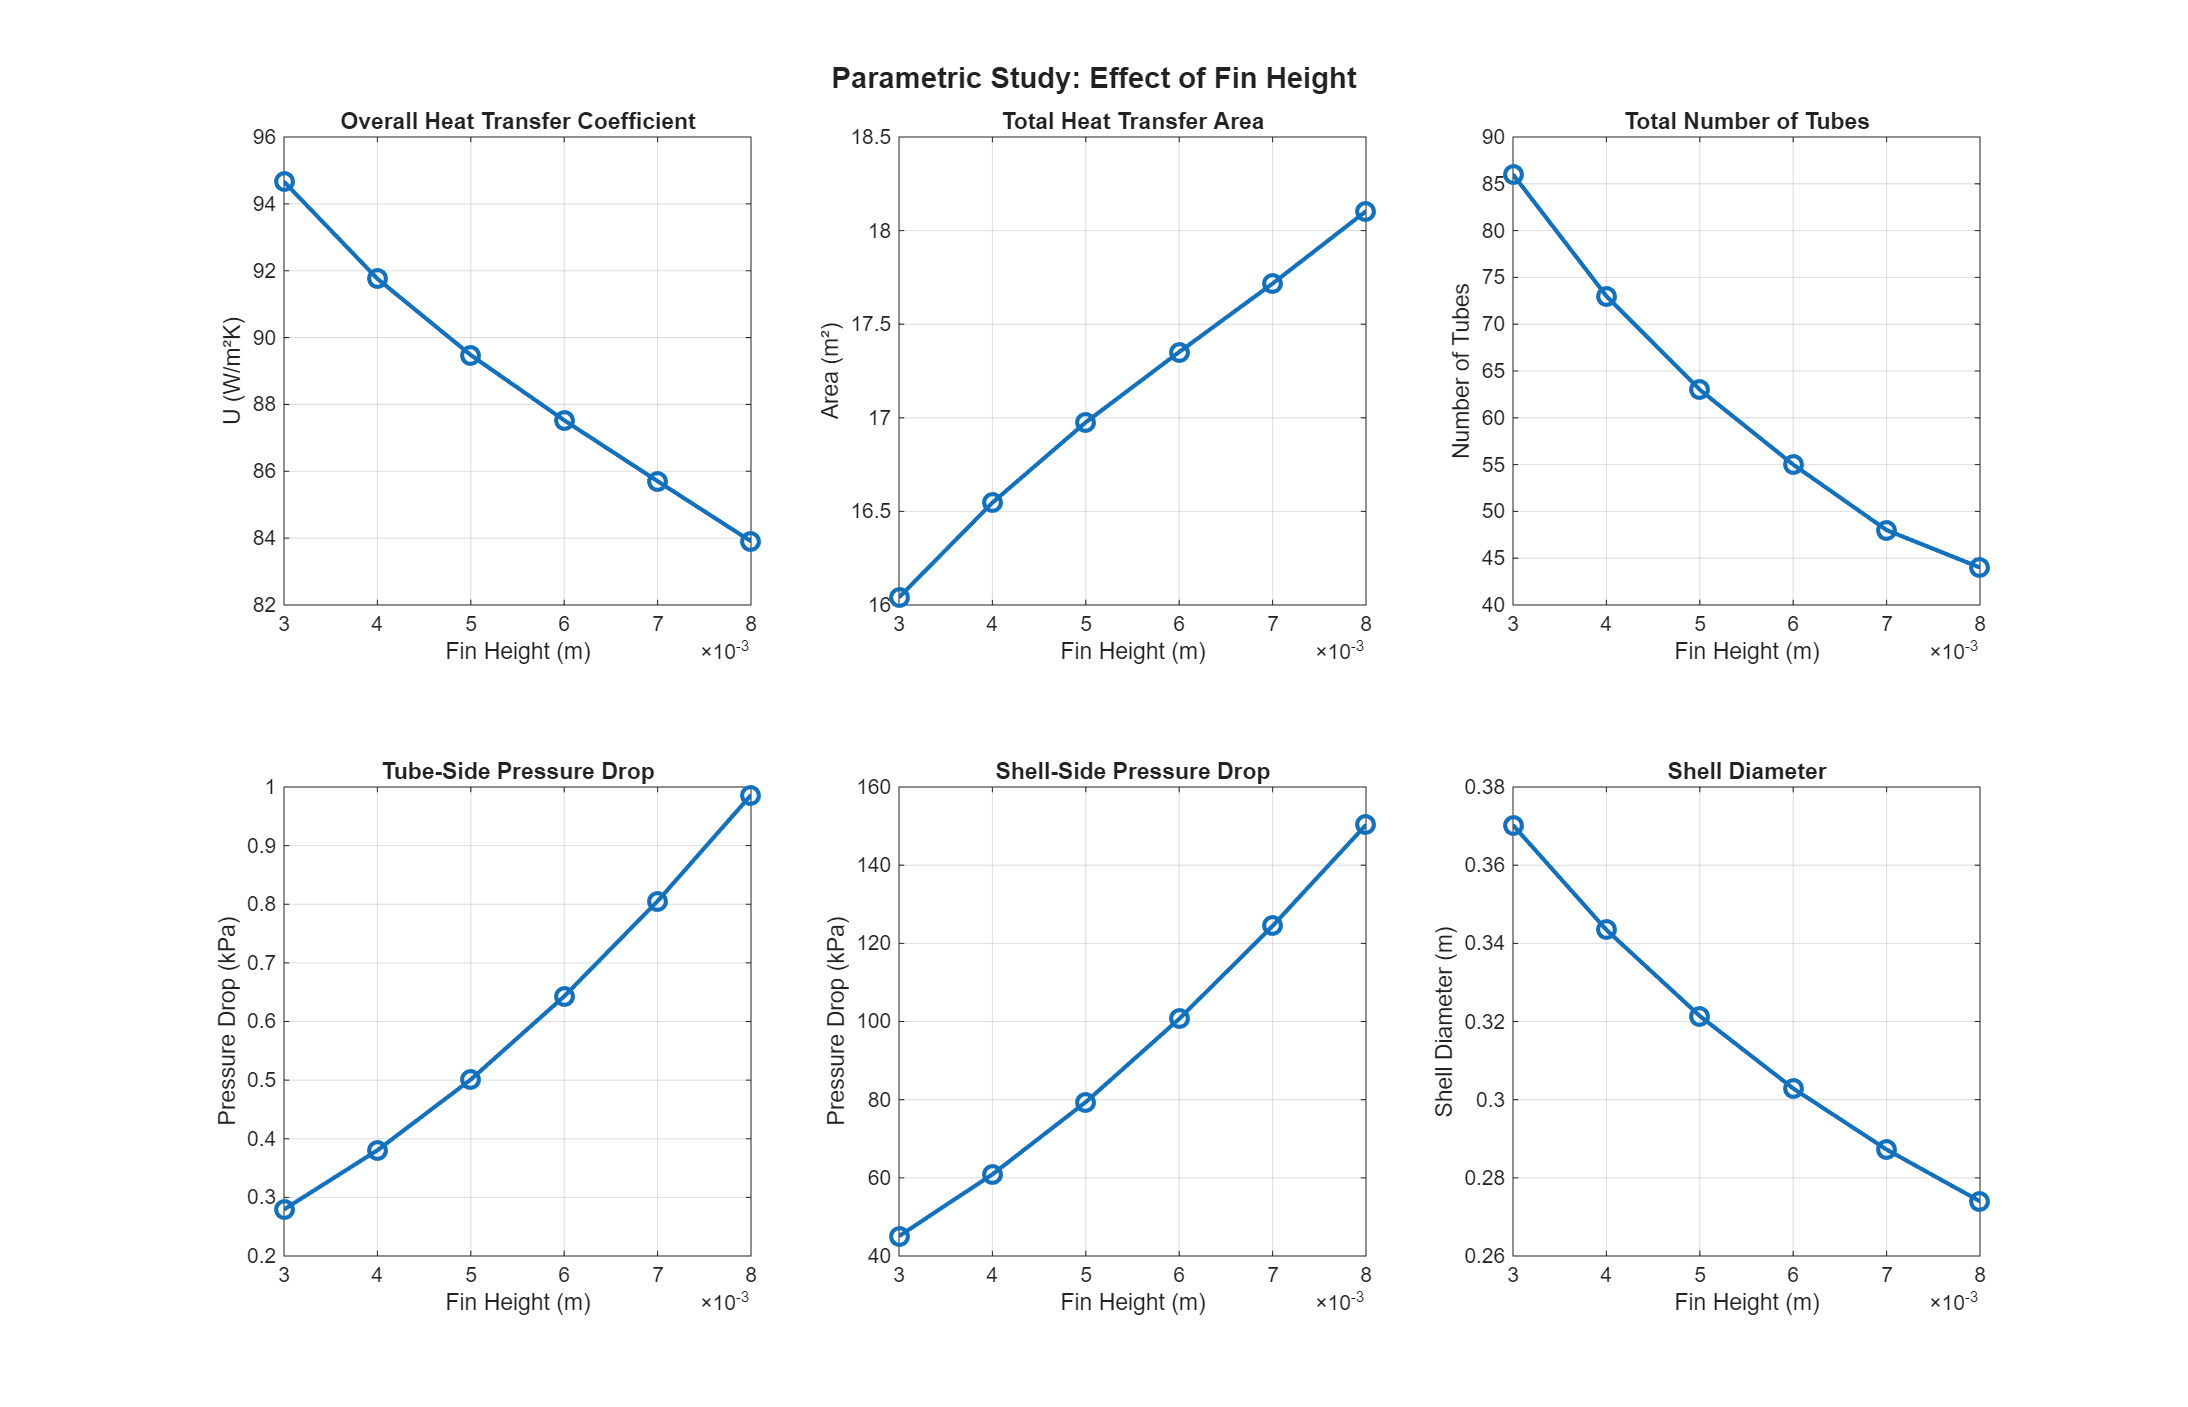 Parametric Study: Effect of Fin Height
Overall Heat Transfer Coefficient
96
94
92
90
88
86
84
82
U (W/m²K)
3 4 5 6 7 8
Fin Height (m)
×10⁻³
Total Heat Transfer Area
18.5
18
17.5
17
16.5
16
Area (m²)
3 4 5 6 7 8
Fin Height (m)
×10⁻³
Total Number of Tubes
90
85
80
75
70
65
60
55
50
45
40
Number of Tubes
3 4 5 6 7 8
Fin Height (m)
×10⁻³
Tube-Side Pressure Drop
1
0.9
0.8
0.7
0.6
0.5
0.4
0.3
0.2
Pressure Drop (kPa)
3 4 5 6 7 8
Fin Height (m)
×10⁻³
Shell-Side Pressure Drop
160
140
120
100
80
60
40
Pressure Drop (kPa)
3 4 5 6 7 8
Fin Height (m)
×10⁻³
Shell Diameter
0.38
0.36
0.34
0.32
0.3
0.28
0.26
Shell Diameter (m)
3 4 5 6 7 8
Fin Height (m)
×10⁻³